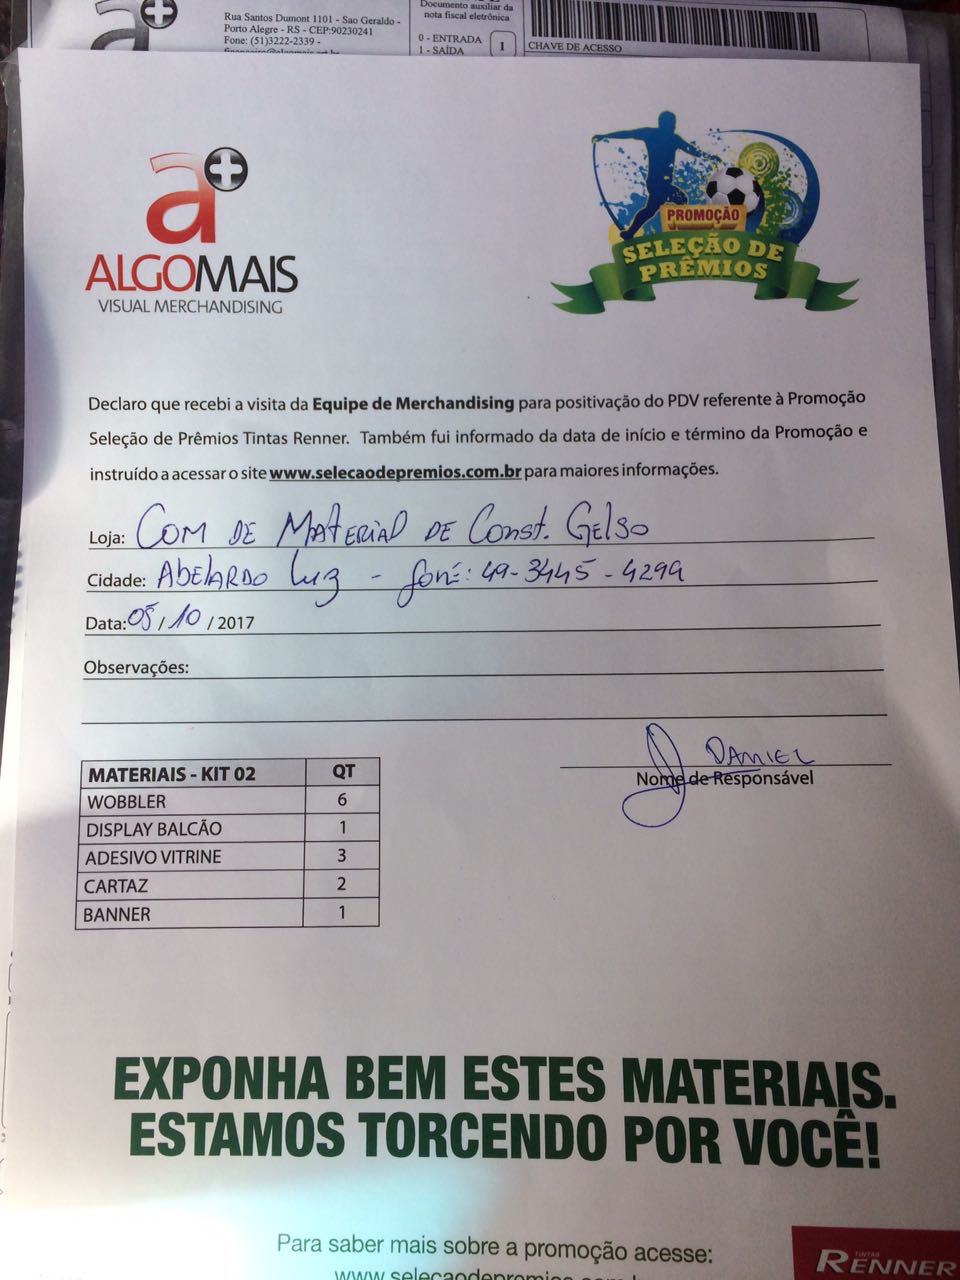 Rua Santos Dumont 1101 - Sao Geraldo -
Porto Alegre - RS - CEP:90230241
Fone: (51)3222-2339 -
Documento auxiliar da
nota fiscal eletrônica
0 - ENTRADA
1 - SAÍDA
1
CHAVE DE ACESSO
a+
ALGOMAIS
VISUAL MERCHANDISING
PROMOÇÃO
SELEÇÃO DE
PRÊMIOS
Declaro que recebi a visita da Equipe de Merchandising para positivação do PDV referente à Promoção
Seleção de Prêmios Tintas Renner. Também fui informado da data de início e término da Promoção e
instruído a acessar o site www.selecaodepremios.com.br para maiores informações.
Loja: COM DE MATERIAL DE CONST. GELSO
Cidade: ABELARDO LUZ - foné: 49-3445-4299
Data: 05/10/2017
Observações:
DANIEL
Nome de Responsável
MATERIAIS - KIT 02 QT
WOBBLER 6
DISPLAY BALCÃO 1
ADESIVO VITRINE 3
CARTAZ 2
BANNER 1
EXPONHA BEM ESTES MATERIAIS.
ESTAMOS TORCENDO POR VOCÊ!
Para saber mais sobre a promoção acesse:
www.selecaodepremios.com.b
TINTAS
RENNER